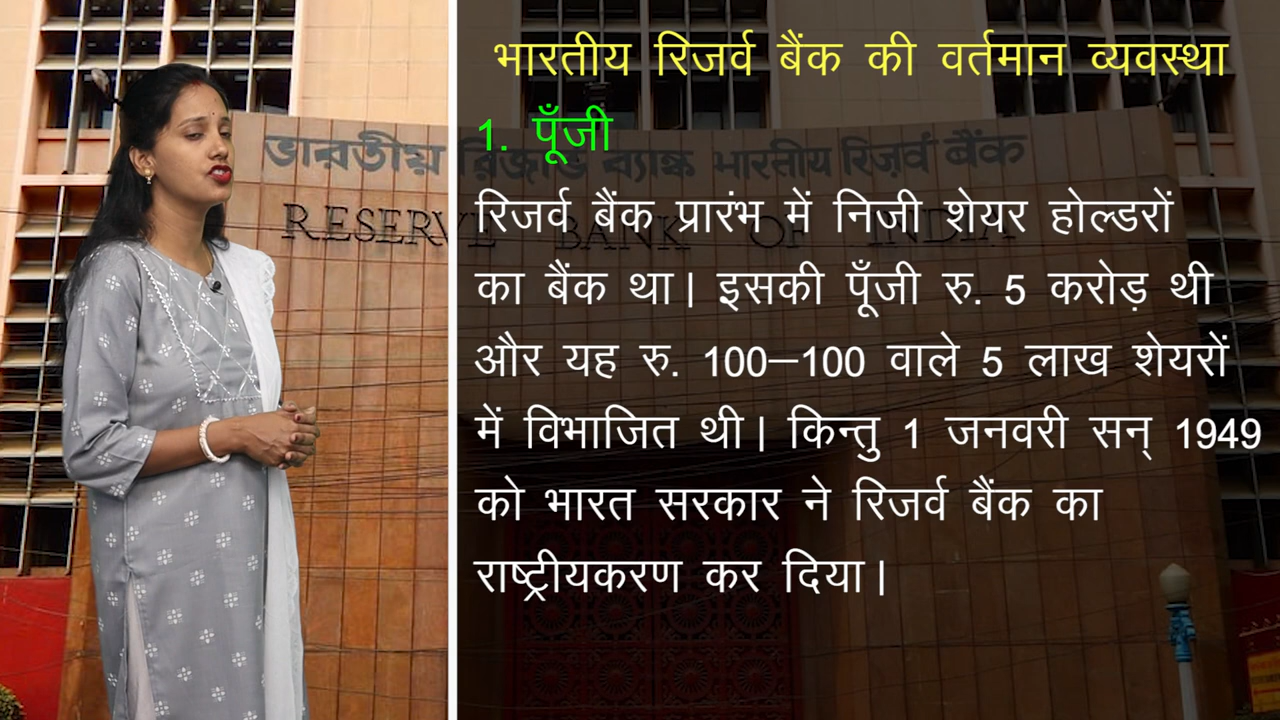 भारतीय रिजर्व बैंक की वर्तमान व्यवस्था
1. पूँजी
रिजर्व बैंक प्रारंभ में निजी शेयर होल्डरों
का बैंक था। इसकी पूँजी रु. 5 करोड़ थी
और यह रु. 100–100 वाले 5 लाख शेयरों
में विभाजित थी। किन्तु 1 जनवरी सन् 1949
को भारत सरकार ने रिजर्व बैंक का
राष्ट्रीयकरण कर दिया।
ভারতীয় রিজার্ভ ব্যাঙ্ক भारतीय रिज़र्व बैंक
RESERVE BANK OF INDIA